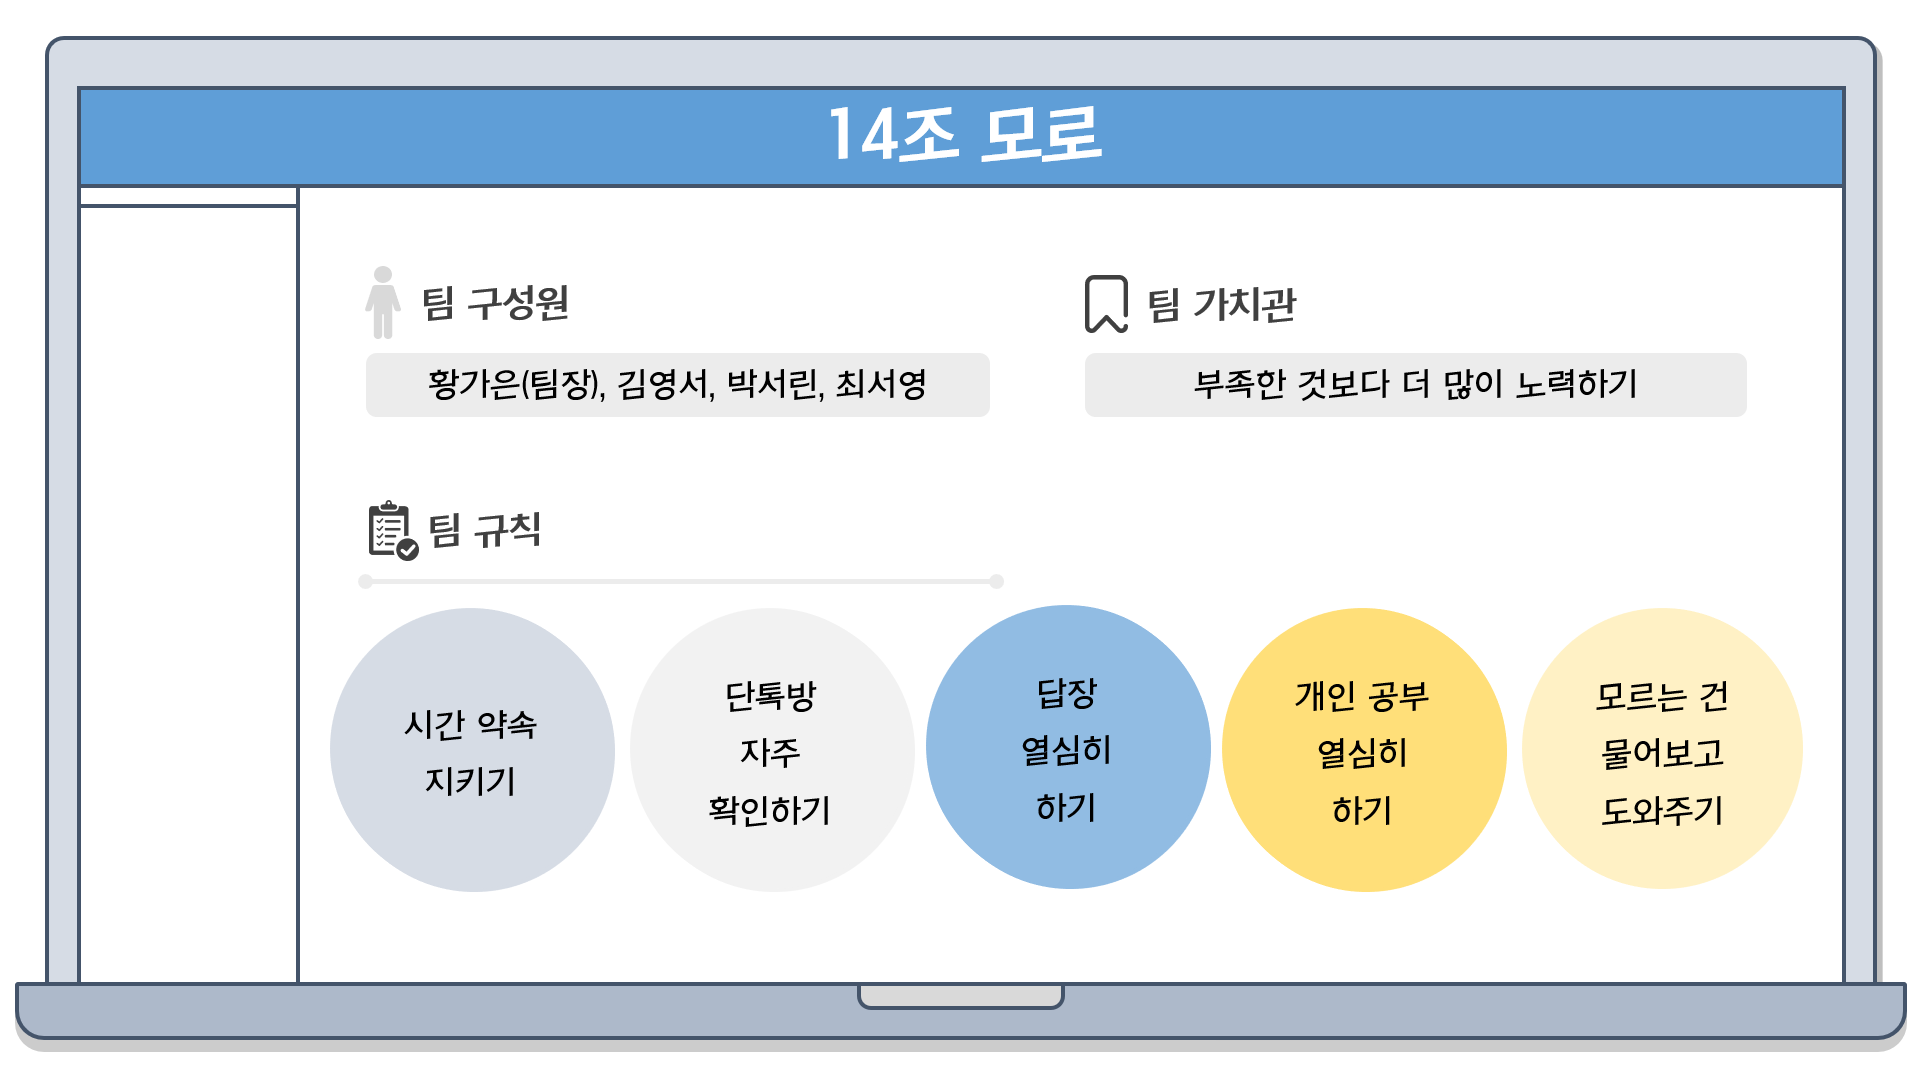 14조 모로
팀 구성원
황가은(팀장), 김영서, 박서린, 최서영
팀 가치관
부족한 것보다 더 많이 노력하기
팀 규칙
시간 약속
지키기
단톡방
자주
확인하기
답장
열심히
하기
개인 공부
열심히
하기
모르는 건
물어보고
도와주기